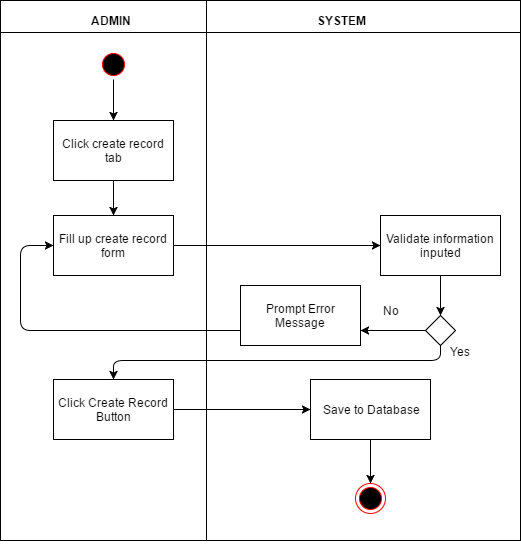 ADMIN
SYSTEM
Click create record
tab
Fill up create record
form
Validate information
inputed
Prompt Error
Message
No
Yes
Click Create Record
Button
Save to Database